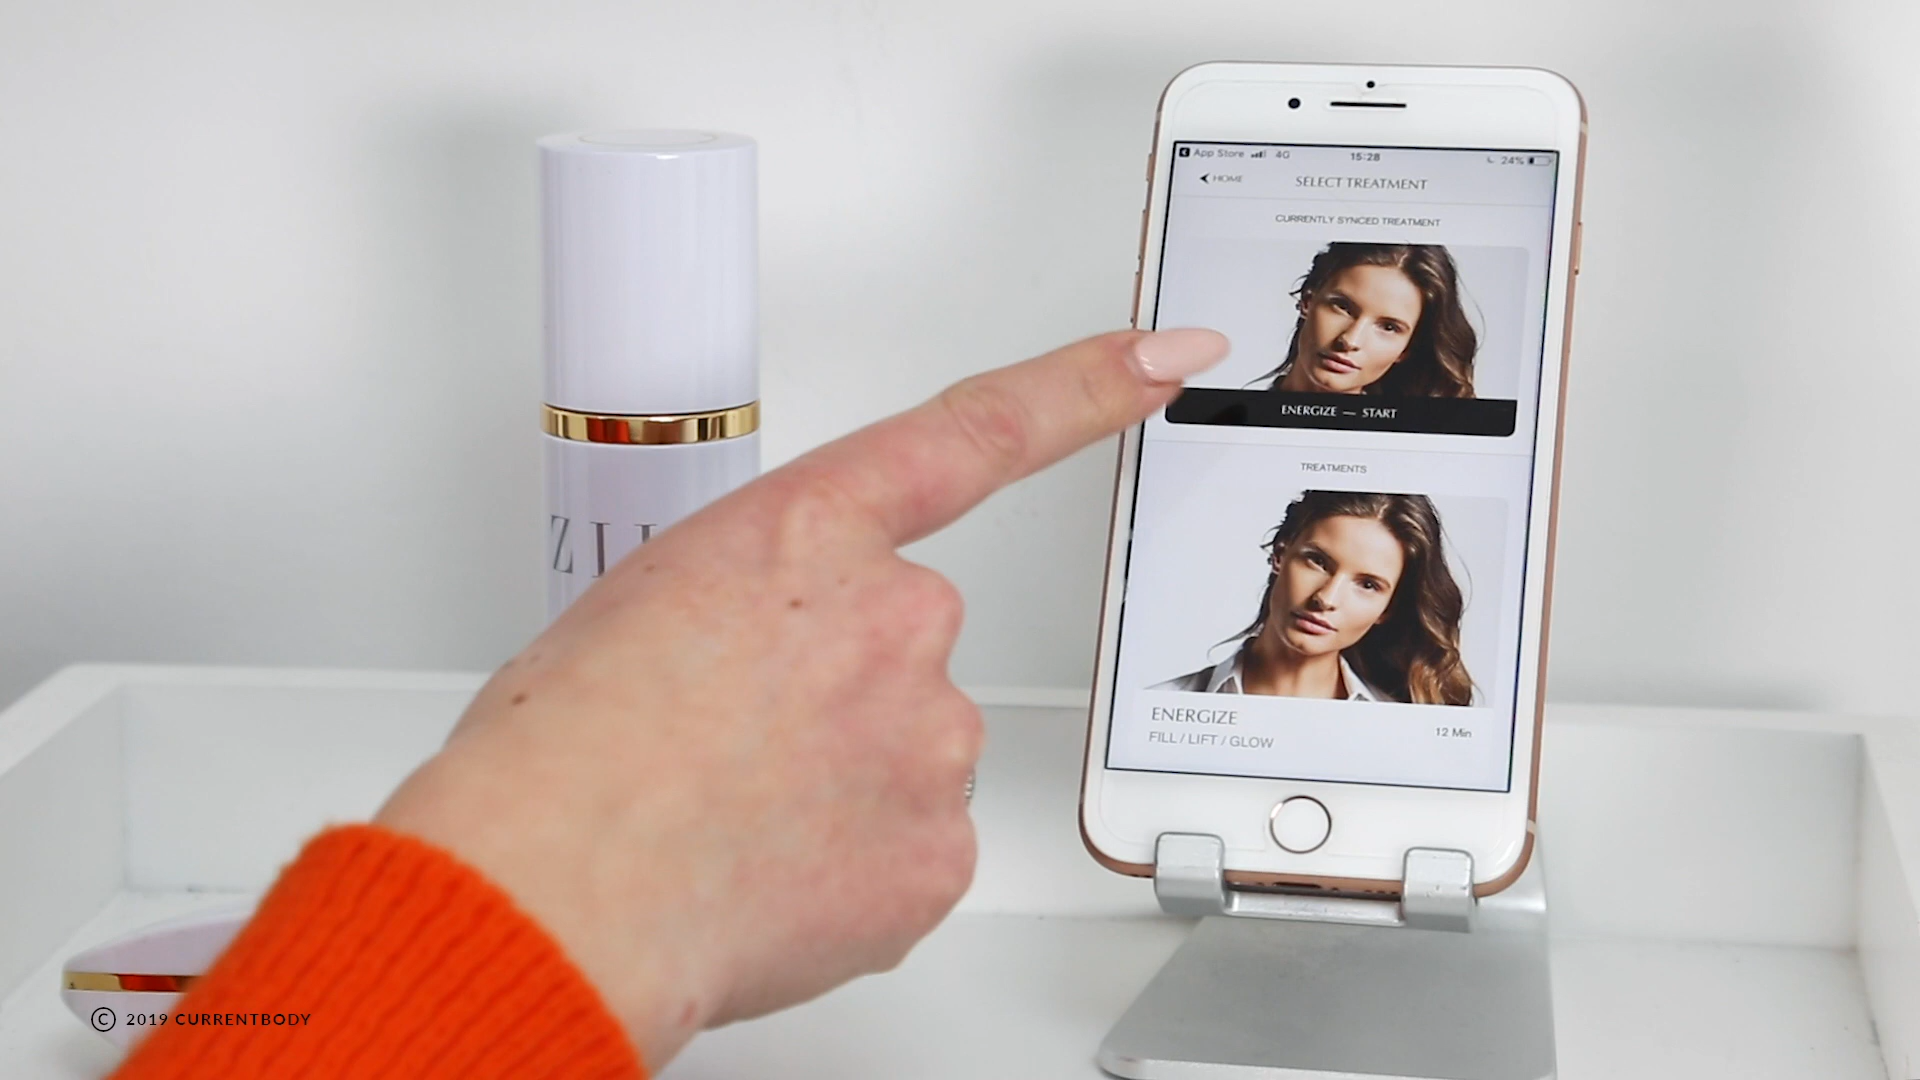 App Store 4G 15:28 24%
HOME SELECT TREATMENT
CURRENTLY SYNCED TREATMENT
ENERGIZE — START
TREATMENTS
ENERGIZE
FILL / LIFT / GLOW
12 Min
© 2019 CURRENTBODY